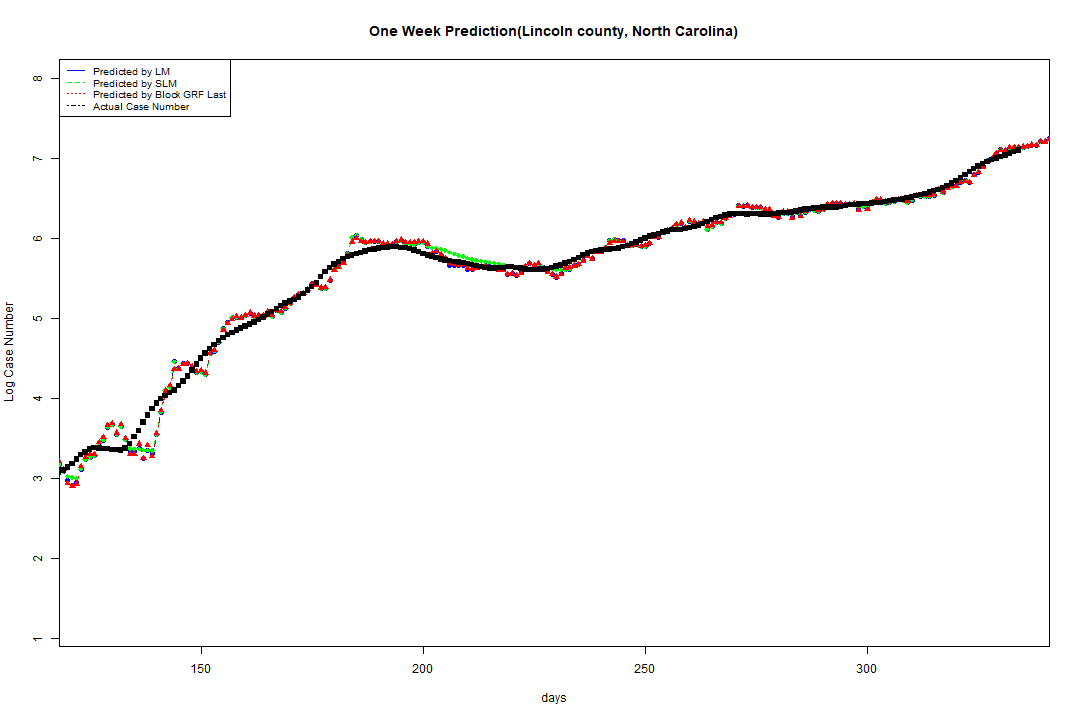 One Week Prediction(Lincoln county, North Carolina)
Predicted by LM
Predicted by SLM
Predicted by Block GRF Last
Actual Case Number
8
7
6
5
4
3
2
1
Log Case Number
150 200 250 300
days